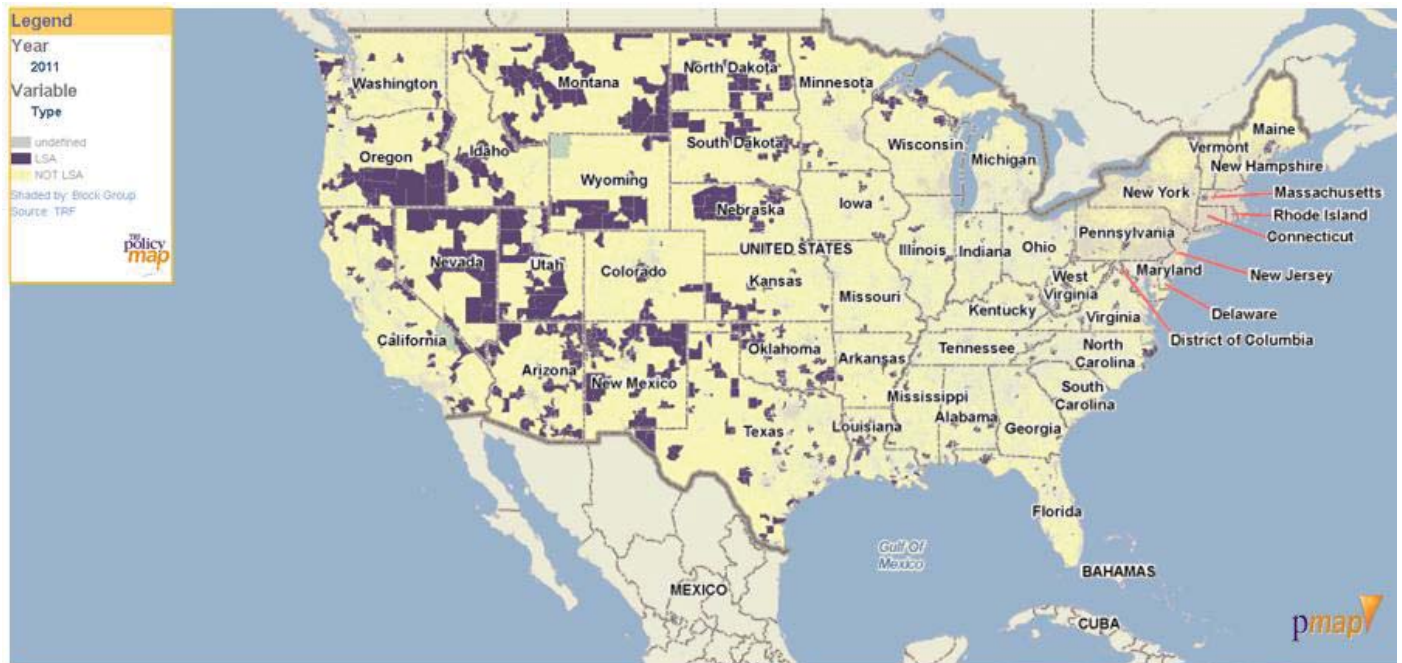 Legend
Year
2011
Variable
Type
undefined
LSA
NOT LSA
Shaded by: Block Group
Source: TRF
THE
policy
map
Washington
Montana
North Dakota
Minnesota
Maine
Vermont
New Hampshire
Oregon
Idaho
South Dakota
Wisconsin
Michigan
Wyoming
New York
Massachusetts
Rhode Island
Connecticut
Nebraska
Iowa
Pennsylvania
UNITED STATES
Illinois
Indiana
Ohio
Nevada
Utah
Colorado
Kansas
Missouri
West
Virginia
Maryland
New Jersey
Kentucky
Virginia
Delaware
District of Columbia
California
Arizona
New Mexico
Oklahoma
Arkansas
Tennessee
North
Carolina
South
Carolina
Mississippi
Alabama
Georgia
Texas
Louisiana
Florida
Gulf Of
Mexico
BAHAMAS
MEXICO
CUBA
pmap